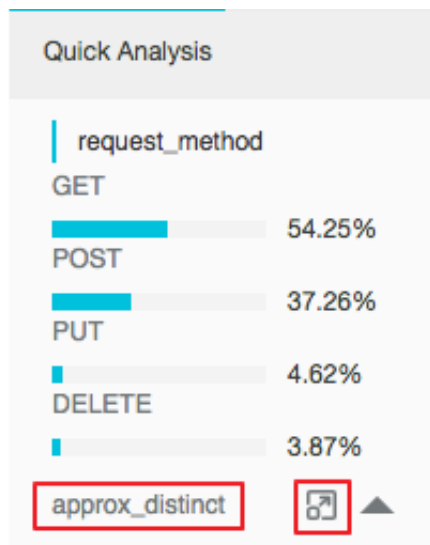 Quick Analysis
request_method
GET
54.25%
POST
37.26%
PUT
4.62%
DELETE
3.87%
approx_distinct